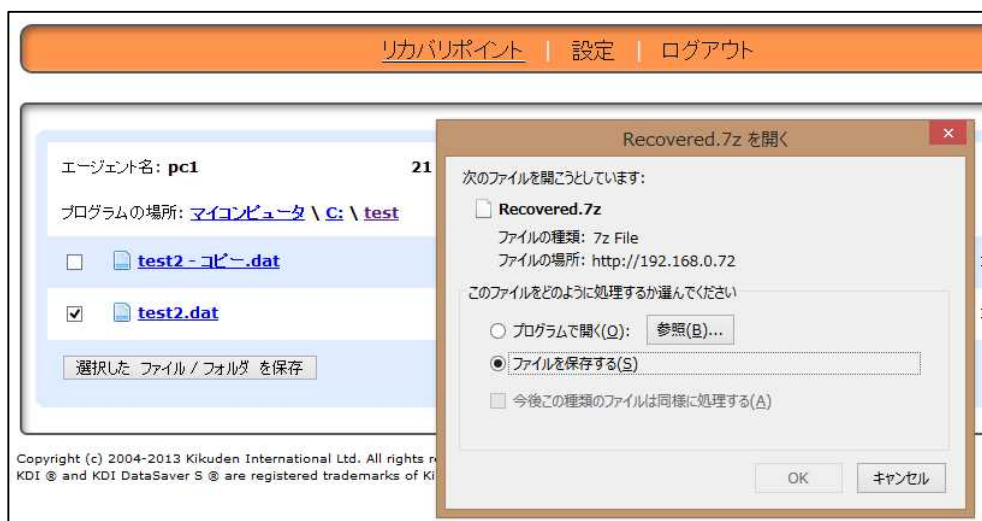 リカバリポイント | 設定 | ログアウト
エージェント名: pc1
21
プログラムの場所: マイコンピュータ \ C: \ test
test2 - コピー.dat
test2.dat
選択した ファイル / フォルダ を保存
Copyright (c) 2004-2013 Kikuden International Ltd. All rights
KDI ® and KDI DataSaver S ® are registered trademarks of
Recovered.7z を開く
次のファイルを開こうとしています:
Recovered.7z
ファイルの種類: 7z File
ファイルの場所: http://192.168.0.72
このファイルをどのように処理するか選んでください
プログラムで開く(O): 参照(B)...
ファイルを保存する(S)
今後この種類のファイルは同様に処理する(A)
OK キャンセル